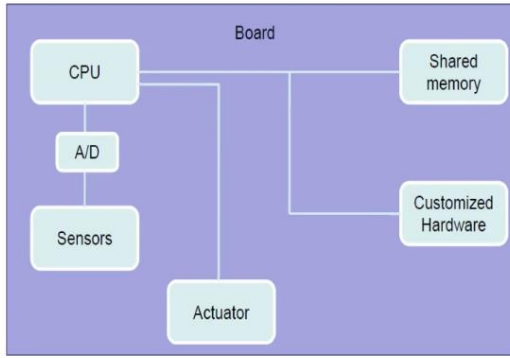 Board
CPU
Shared
memory
A/D
Customized
Hardware
Sensors
Actuator